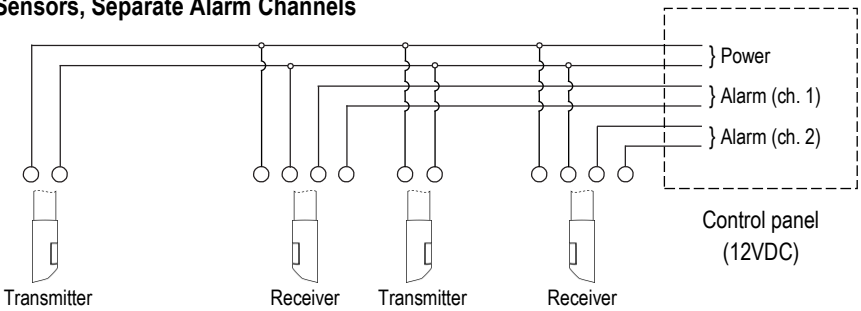 Sensors, Separate Alarm Channels
} Power
} Alarm (ch. 1)
} Alarm (ch. 2)
Control panel
(12VDC)
Transmitter
Receiver
Transmitter
Receiver